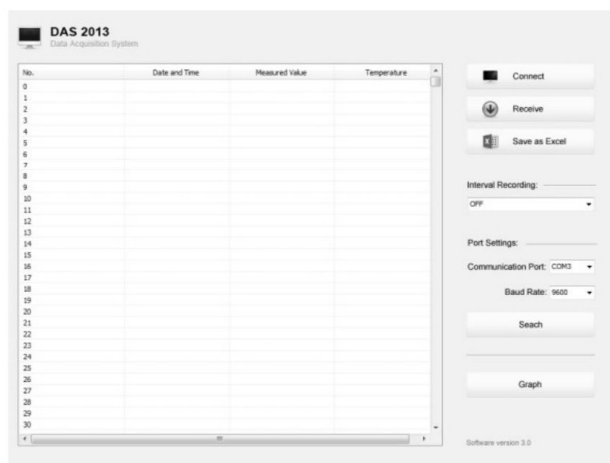 DAS 2013
Data Acquisition System
No. Date and Time Measured Value Temperature
0
1
2
3
4
5
6
7
8
9
10
11
12
13
14
15
16
17
18
19
20
21
22
23
24
25
26
27
28
29
30
Connect
Receive
Save as Excel
Interval Recording:
OFF
Port Settings:
Communication Port: COM3
Baud Rate: 9600
Seach
Graph
Software version 3.0